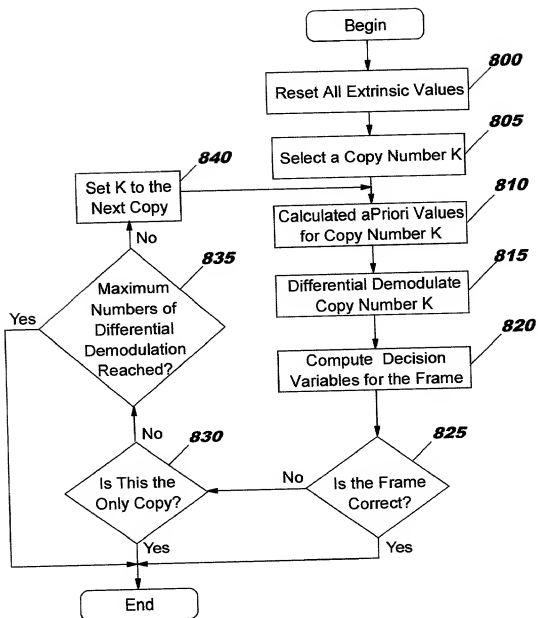 Begin
800
Reset All Extrinsic Values
805
Select a Copy Number K
840
Set K to the
Next Copy
810
Calculated aPriori Values
for Copy Number K
No
835
815
Differential Demodulate
Copy Number K
Yes
Maximum
Numbers of
Differential
Demodulation
Reached?
820
Compute Decision
Variables for the Frame
No
830
825
Is This the
Only Copy?
No
Is the Frame
Correct?
Yes
Yes
End